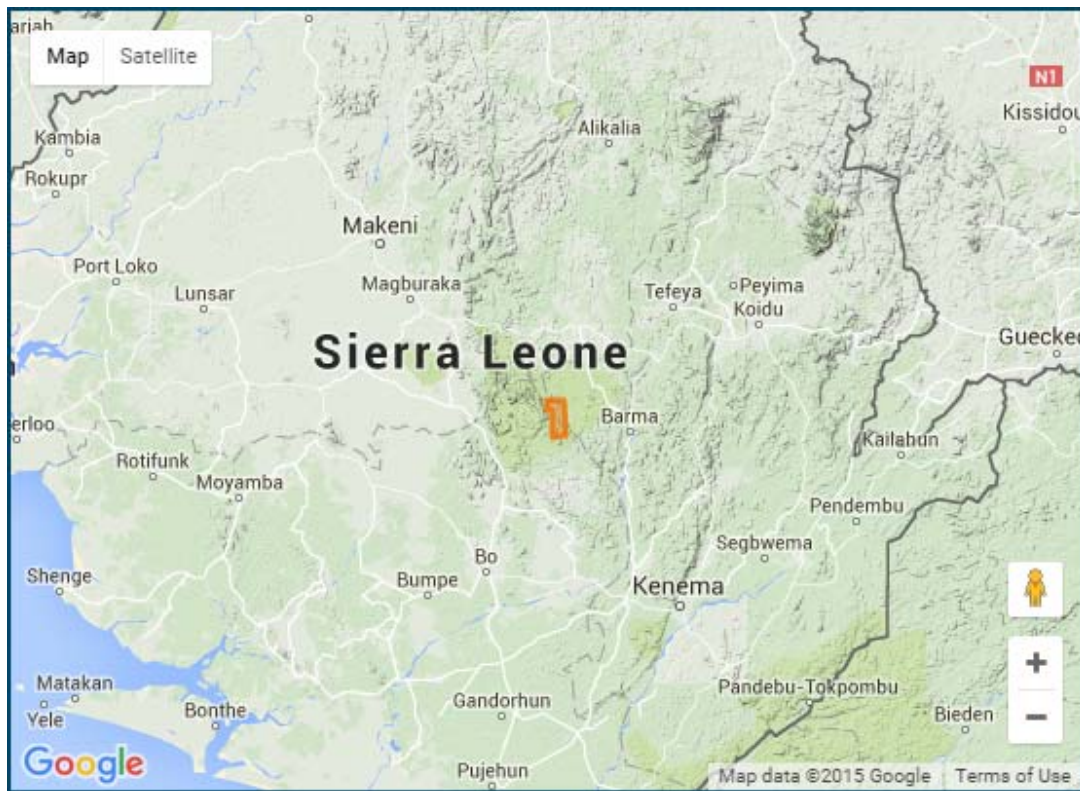 Map Satellite
N1
Kissidou
Alikalia
Kambia
Rokupr
Makeni
Port Loko
Lunsar
Magburaka
Tefeya
Peyima
Koidu
Sierra Leone
Gueckec
Barma
erloo
Kailahun
Rotifunk
Moyamba
Pendembu
Segbwema
Bo
Bumpe
Kenema
Shenge
Matakan
Yele
Bonthe
Gandorhun
Pandebu-Tokpombu
Bieden
Google
Pujehun
Map data ©2015 Google Terms of Use
+
−